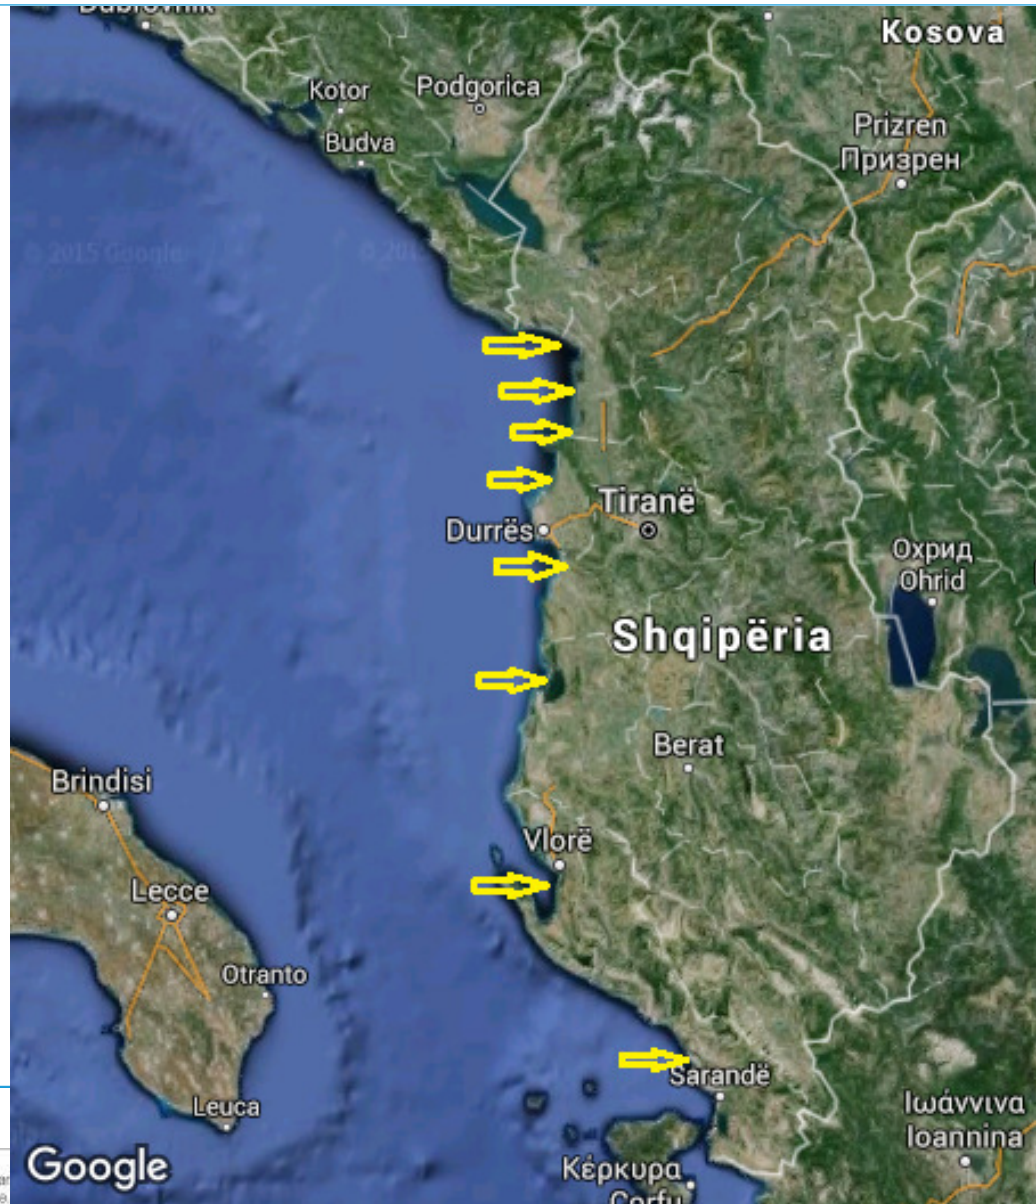 Dubrovnik
Kosova
Kotor
Podgorica
Budva
Prizren
Призрен
© 2015 Google
Durrës
Tiranë
Охрид
Ohrid
Shqipëria
Berat
Brindisi
Vlorë
Lecce
Otranto
Sarandë
Leuca
Ιωάννινα
Ioannina
Google
Κέρκυρα
Corfu